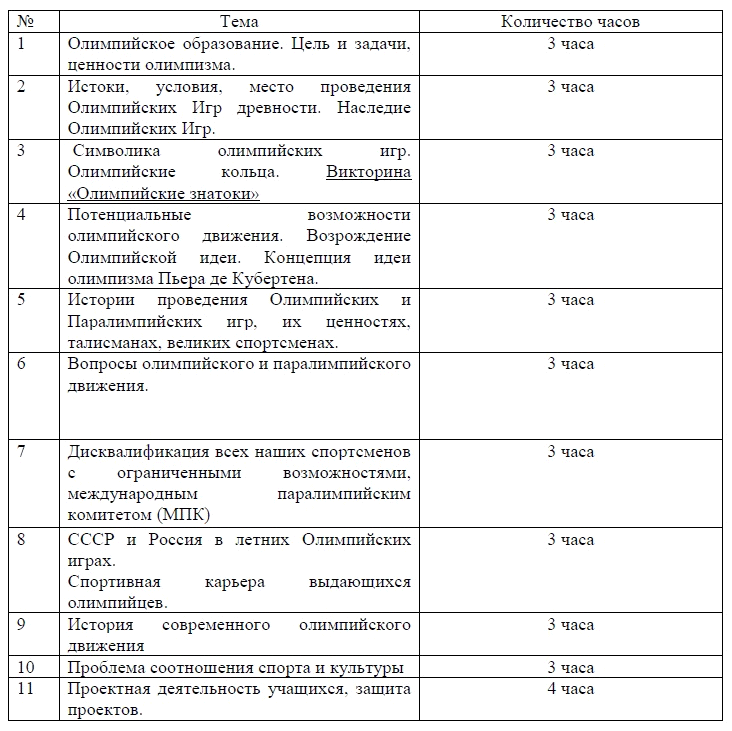 № Тема Количество часов
1 Олимпийское образование. Цель и задачи, 3 часа
ценности олимпизма.
2 Истоки, условия, место проведения 3 часа
Олимпийских Игр древности. Наследие
Олимпийских Игр.
3 Символика олимпийских игр. 3 часа
Олимпийские кольца. Викторина
«Олимпийские знатоки»
4 Потенциальные возможности 3 часа
олимпийского движения. Возрождение
Олимпийской идеи. Концепция идеи
олимпизма Пьера де Кубертена.
5 Истории проведения Олимпийских и 3 часа
Паралимпийских игр, их ценностях,
талисманах, великих спортсменах.
6 Вопросы олимпийского и паралимпийского 3 часа
движения.
7 Дисквалификация всех наших спортсменов 3 часа
с ограниченными возможностями,
международным паралимпийским
комитетом (МПК)
8 СССР и Россия в летних Олимпийских 3 часа
играх.
Спортивная карьера выдающихся
олимпийцев.
9 История современного олимпийского 3 часа
движения
10 Проблема соотношения спорта и культуры 3 часа
11 Проектная деятельность учащихся, защита 4 часа
проектов.